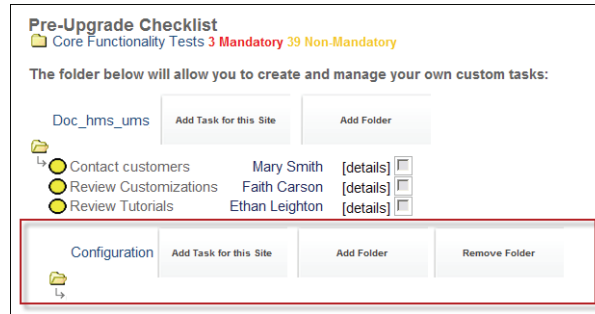 Pre-Upgrade Checklist
Core Functionality Tests 3 Mandatory 39 Non-Mandatory
The folder below will allow you to create and manage your own custom tasks:
Doc_hms_ums Add Task for this Site Add Folder
Contact customers Mary Smith [details]
Review Customizations Faith Carson [details]
Review Tutorials Ethan Leighton [details]
Configuration Add Task for this Site Add Folder Remove Folder